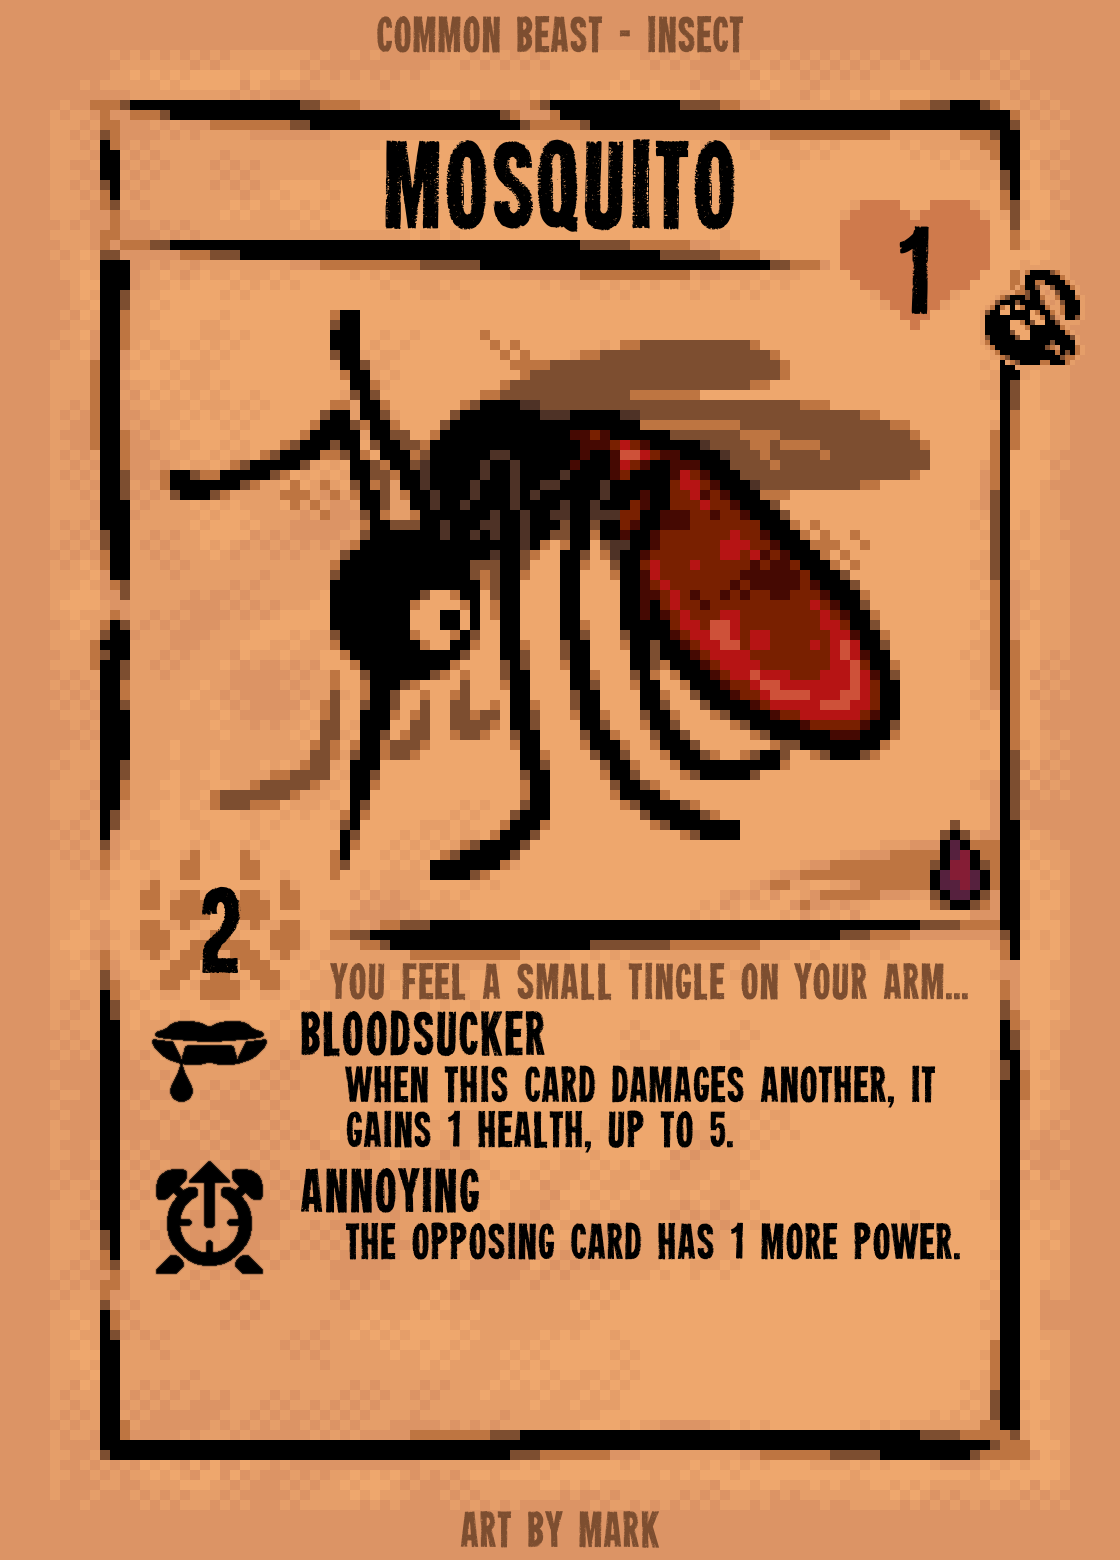 COMMON BEAST - INSECT
MOSQUITO
1
2
YOU FEEL A SMALL TINGLE ON YOUR ARM...
BLOODSUCKER
WHEN THIS CARD DAMAGES ANOTHER, IT
GAINS 1 HEALTH, UP TO 5.
ANNOYING
THE OPPOSING CARD HAS 1 MORE POWER.
ART BY MARK